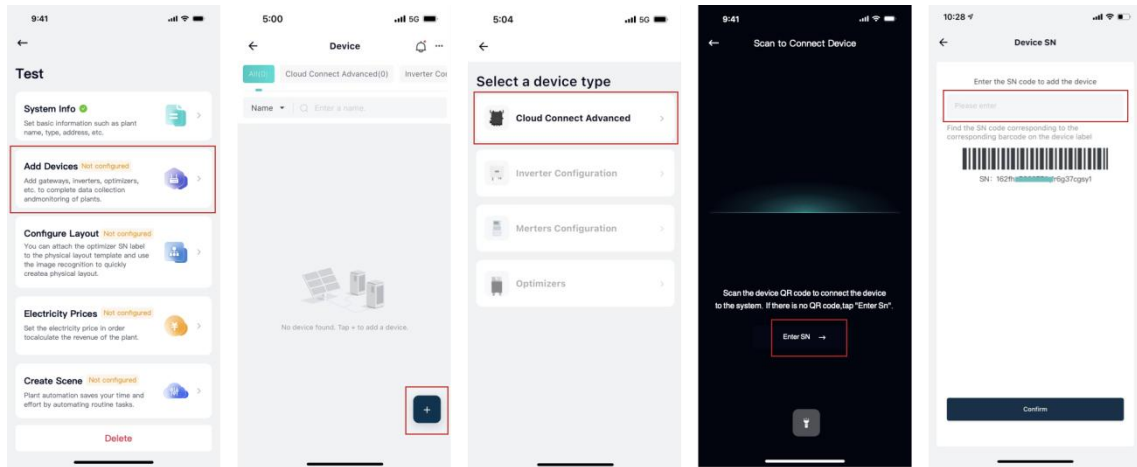 9:41
Test
System Info
Set basic information such as plant
name, type, address, etc.
Add Devices Not configured
Add gateways, inverters, optimizers,
etc. to complete data collection
andmonitoring of plants.
Configure Layout Not configured
You can attach the optimizer SN label
to the physical layout template and use
the image recognition to quickly
createa physical layout.
Electricity Prices Not configured
Set the electricity price in order
tocalculate the revenue of the plant.
Create Scene Not configured
Plant automation saves your time and
effort by automating routine tasks.
Delete
5:00 5G
Device
Cloud Connect Advanced(0) Inverter Con
Name Enter a name
No device found. Tap + to add a device.
+
5:04 5G
Select a device type
Cloud Connect Advanced
Inverter Configuration
Merters Configuration
Optimizers
9:41
Scan to Connect Device
Scan the device QR code to connect the device
to the system. If there is no QR code,tap "Enter Sn".
Enter SN →
10:28
Device SN
Enter the SN code to add the device
Please enter
Find the SN code corresponding to the
corresponding barcode on the device label
SN:
Confirm